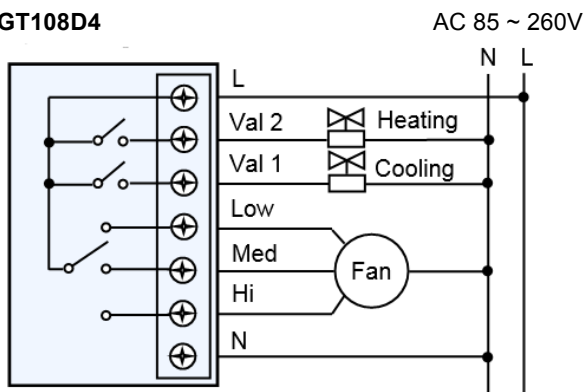 GT108D4
AC 85 ~ 260V
N L
L
Val 2 Heating
Val 1 Cooling
Low
Med
Fan
Hi
N